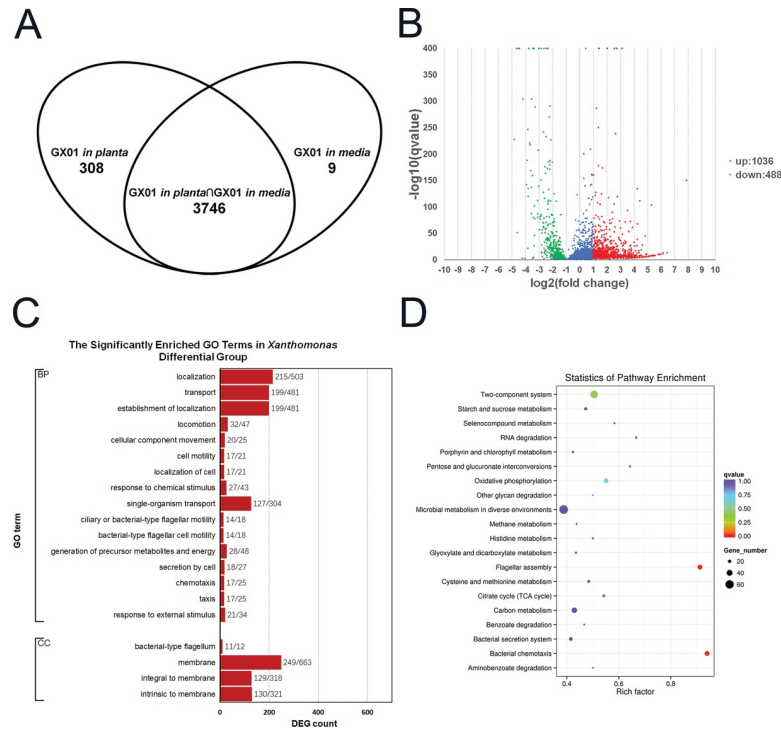 A
GX01 in planta
308
GX01 in media
9
GX01 in planta∩GX01 in media
3746
B
400
350
300
250
200
150
100
50
0
-log10(qvalue)
-10 -9 -8 -7 -6 -5 -4 -3 -2 -1 0 1 2 3 4 5 6 7 8 9 10
log2(fold change)
up:1036
down:488
C
The Significantly Enriched GO Terms in Xanthomonas
Differential Group
BP
localization 215/503
transport 199/481
establishment of localization 199/481
locomotion 32/47
cellular component movement 20/25
cell motility 17/21
localization of cell 17/21
response to chemical stimulus 27/43
single-organism transport 127/304
ciliary or bacterial-type flagellar motility 14/18
bacterial-type flagellar cell motility 14/18
generation of precursor metabolites and energy 28/48
secretion by cell 18/27
chemotaxis 17/25
taxis 17/25
response to external stimulus 21/34
GO term
CC
bacterial-type flagellum 11/12
membrane 249/663
integral to membrane 129/318
intrinsic to membrane 130/321
0 200 400 600
DEG count
D
Statistics of Pathway Enrichment
Two-component system
Starch and sucrose metabolism
Selenocompound metabolism
RNA degradation
Porphyrin and chlorophyll metabolism
Pentose and glucuronate interconversions
Oxidative phosphorylation
Other glycan degradation
Microbial metabolism in diverse environments
Methane metabolism
Histidine metabolism
Glyoxylate and dicarboxylate metabolism
Flagellar assembly
Cysteine and methionine metabolism
Citrate cycle (TCA cycle)
Carbon metabolism
Benzoate degradation
Bacterial secretion system
Bacterial chemotaxis
Aminobenzoate degradation
0.4 0.6 0.8
Rich factor
qvalue
1.00
0.75
0.50
0.25
0.00
Gene_number
20
40
60